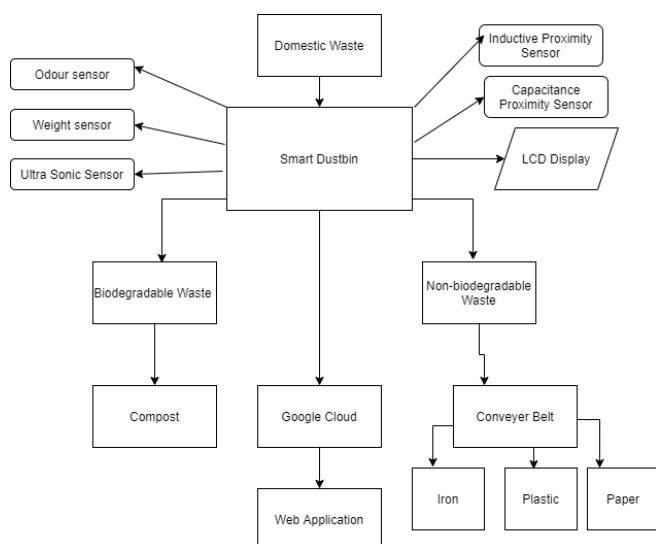 Domestic Waste
Inductive Proximity
Sensor
Odour sensor
Capacitance
Proximity Sensor
Weight sensor
Smart Dustbin
LCD Display
Ultra Sonic Sensor
Biodegradable Waste
Non-biodegradable
Waste
Compost
Google Cloud
Conveyer Belt
Iron
Plastic
Paper
Web Application